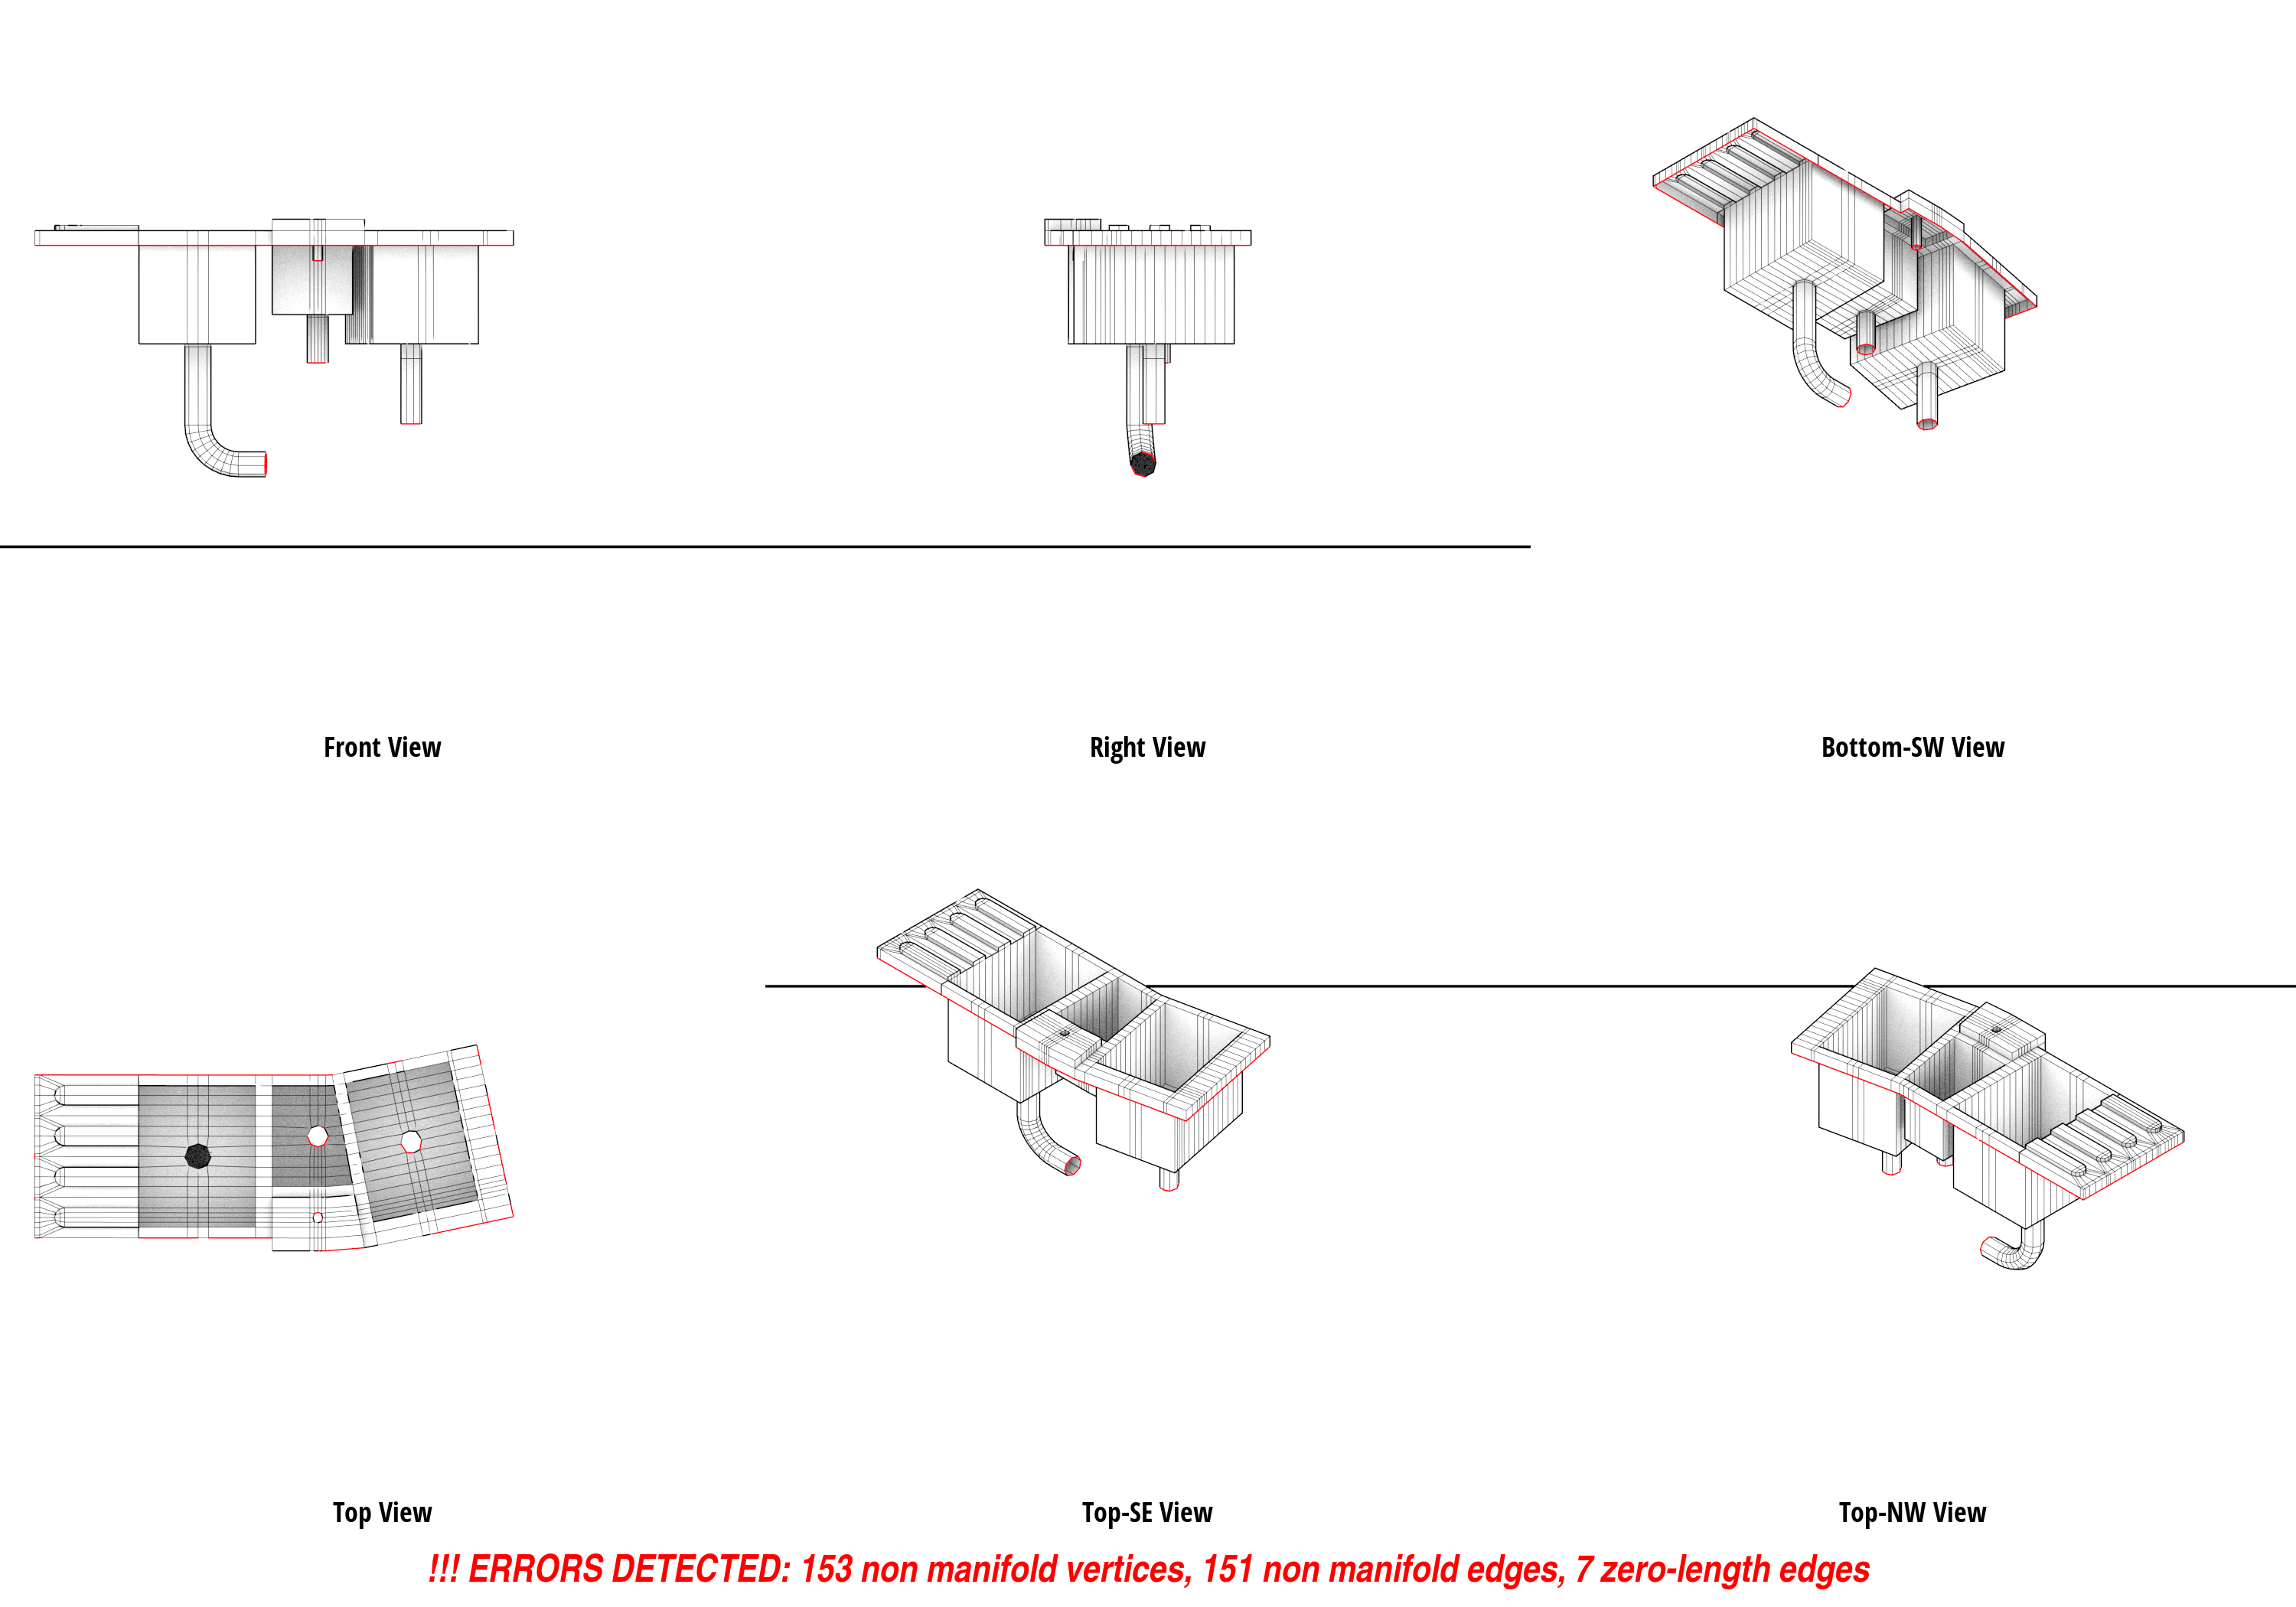 Front View
Right View
Bottom-SW View
Top View
Top-SE View
Top-NW View
!!! ERRORS DETECTED: 153 non manifold vertices, 151 non manifold edges, 7 zero-length edges